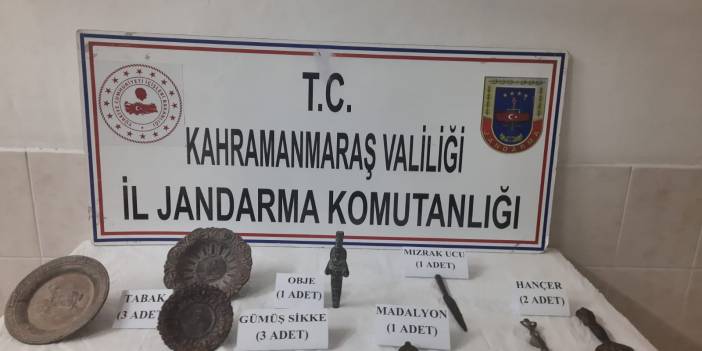 T.C.
KAHRAMANMARAŞ VALİLİĞİ
İL JANDARMA KOMUTANLIĞI
JANDARMA
TABAK
(3 ADET)
GÜMÜŞ SİKKE
(3 ADET)
OBJE
(1 ADET)
MADALYON
(1 ADET)
MIZRAK UCU
(1 ADET)
HANÇER
(2 ADET)